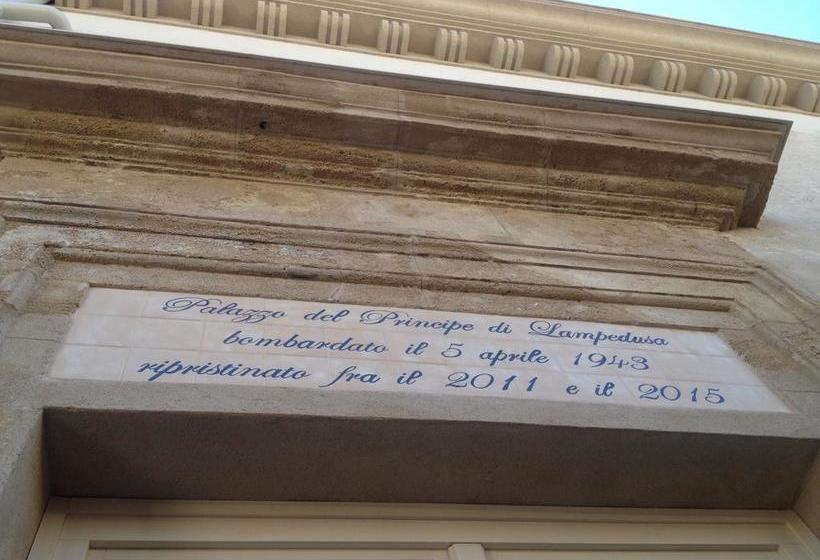 Palazzo del Principe di Lampedusa
bombardato il 5 aprile 1943
ripristinato fra il 2011 e il 2015